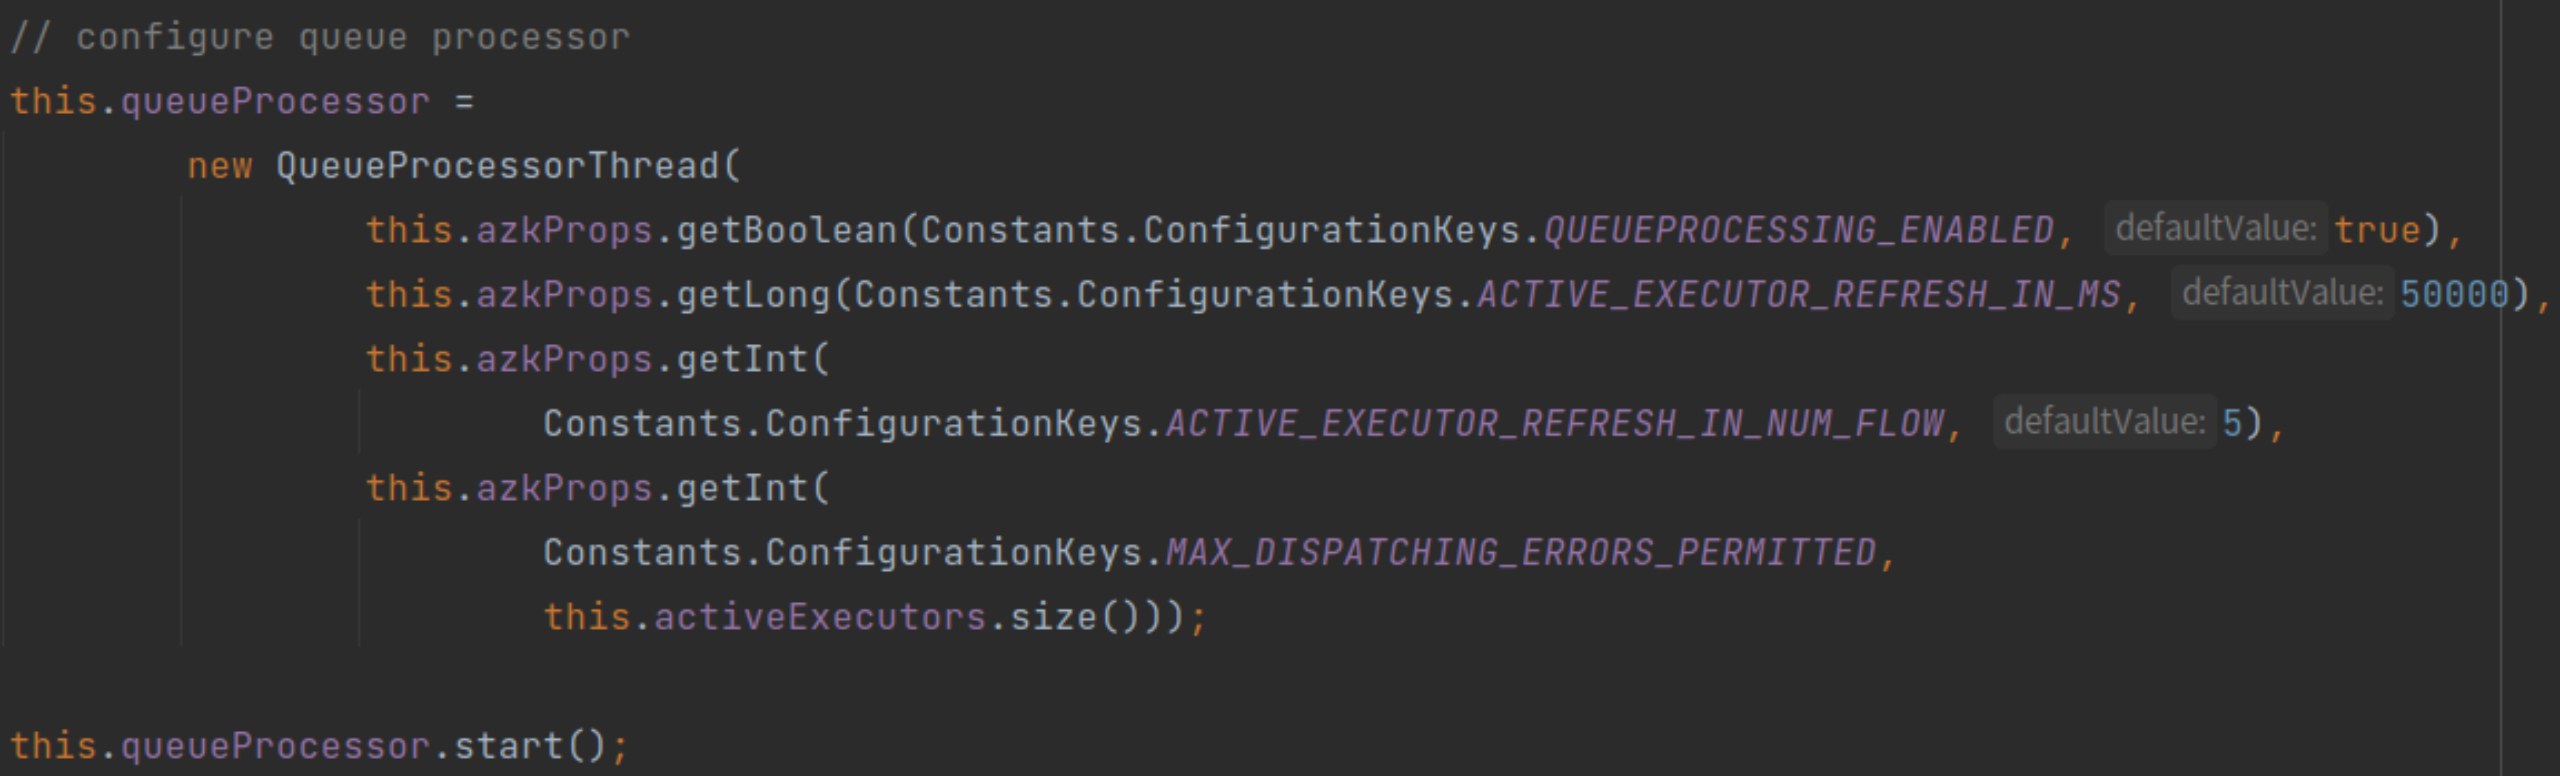 // configure queue processor
this.queueProcessor =
new QueueProcessorThread(
this.azkProps.getBoolean(Constants.ConfigurationKeys.QUEUEPROCESSING_ENABLED, defaultValue: true),
this.azkProps.getLong(Constants.ConfigurationKeys.ACTIVE_EXECUTOR_REFRESH_IN_MS, defaultValue: 50000),
this.azkProps.getInt(
Constants.ConfigurationKeys.ACTIVE_EXECUTOR_REFRESH_IN_NUM_FLOW, defaultValue: 5),
this.azkProps.getInt(
Constants.ConfigurationKeys.MAX_DISPATCHING_ERRORS_PERMITTED,
this.activeExecutors.size()));
this.queueProcessor.start();